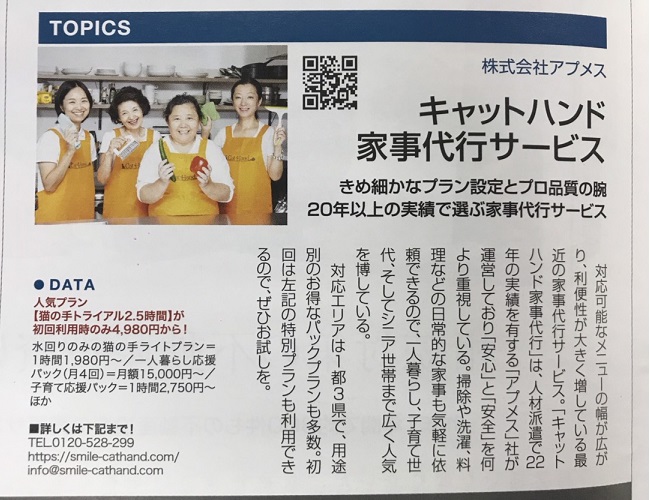 TOPICS
株式会社アプメス
キャットハンド
家事代行サービス
きめ細かなプラン設定とプロ品質の腕
20年以上の実績で選ぶ家事代行サービス
対応可能なメニューの幅が広が
り、利便性が大きく増している最
近の家事代行サービス。「キャット
ハンド家事代行」は、人材派遣で22
年の実績を有する「アプメス」社が
運営しており「安心」と「安全」を何
より重視している。掃除や洗濯、料
理などの日常的な家事も気軽に依
頼できるので、一人暮らし、子育て世
代、そしてシニア世帯まで広く人気
を博している。
対応エリアは1都3県で、用途
別のお得なパックプランも多数。初
回は左記の特別プランも利用でき
るので、ぜひお試しを。
● DATA
人気プラン
【猫の手トライアル2.5時間】が
初回利用時のみ4,980円から！
水回りのみの猫の手ライトプラン＝
1時間1,980円～／一人暮らし応援
パック(月4回)＝月額15,000円～／
子育て応援パック＝1時間2,750円～
ほか
■詳しくは下記まで！
TEL.0120-528-299
https://smile-cathand.com/
info@smile-cathand.com